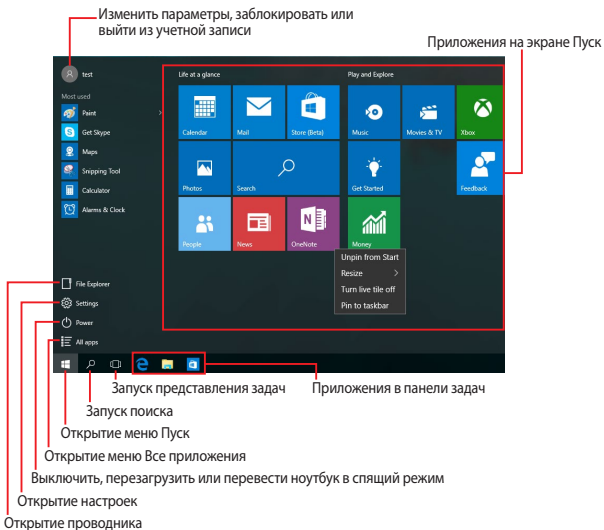 Изменить параметры, заблокировать или
выйти из учетной записи
Приложения на экране Пуск
test
Life at a glance
Play and Explore
Most used
Paint
Get Skype
Maps
Snipping Tool
Calculator
Alarms & Clock
Calendar
Mail
Store (Beta)
Music
Movies & TV
Xbox
Photos
Search
Get Started
Feedback
People
News
OneNote
Money
Unpin from Start
Resize
Turn live tile off
Pin to taskbar
File Explorer
Settings
Power
All apps
Запуск представления задач
Приложения в панели задач
Запуск поиска
Открытие меню Пуск
Открытие меню Все приложения
Выключить, перезагрузить или перевести ноутбук в спящий режим
Открытие настроек
Открытие проводника